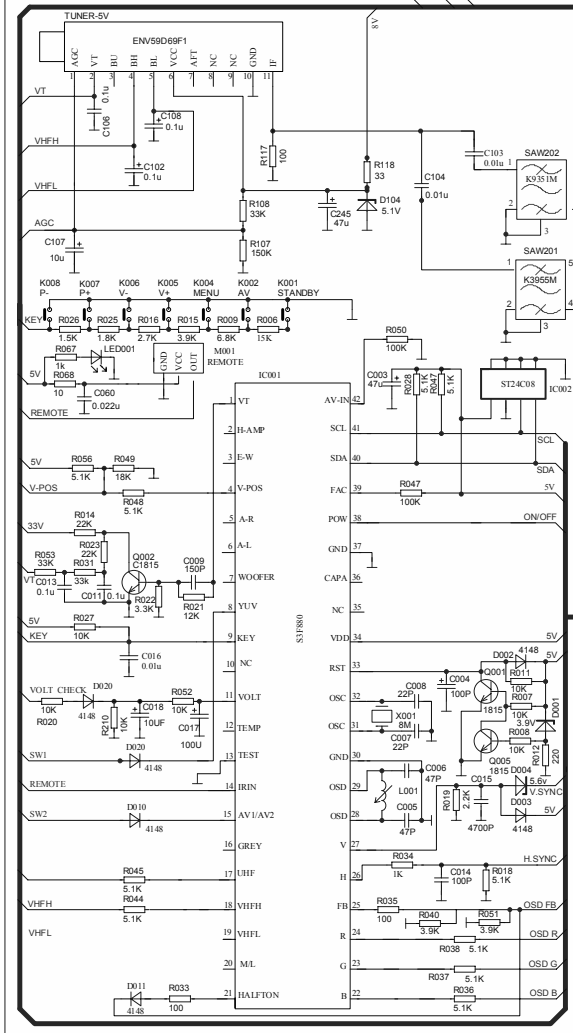 TUNER-5V
8V
ENV59D69F1
AGC VT BU BH BL VCC AFT NC NC GND IF
1 2 3 4 5 6 7 8 9 10 11
VT
0.1u
C106
C108
0.1u
VHFH
C102
0.1u
R117
100
R118
33
C103
0.01u
SAW202
K9351M
1
2
3
C104
0.01u
VHFL
R108
33K
C245
47u
D104
5.1V
AGC
C107
10u
R107
150K
SAW201
K3955M
1
5
2
4
3
K008 K007 K006 K005 K004 K002 K001
P- P+ V- V+ MENU AV STANDBY
KEY
R026 R025 R016 R015 R009 R006
1.5K 1.8K 2.7K 3.9K 6.8K 15K
R067
1k
LED001
M001
REMOTE
GND VCC OUT
5V
R068
10
C060
0.022u
REMOTE
IC001
R050
100K
C003
47u
R028
5.1K
R047
5.1K
ST24C08
IC002
S3F880
1 VT
2 H-AMP
3 E-W
4 V-POS
5 A-R
6 A-L
7 WOOFER
8 YUV
9 KEY
10 NC
11 VOLT
12 TEMP
13 TEST
14 IRIN
15 AV1/AV2
16 GREY
17 UHF
18 VHFH
19 VHFL
20 M/L
21 HALFTON
AV-IN 42
SCL 41
SDA 40
FAC 39
POW 38
GND 37
CAPA 36
NC 35
VDD 34
RST 33
OSC 32
OSC 31
GND 30
OSD 29
OSD 28
V 27
H 26
FB 25
R 24
G 23
B 22
SCL
SDA
5V
R047
100K
ON/OFF
5V
R056
5.1K
R049
18K
V-POS
R048
5.1K
33V
R014
22K
R023
22K
R053
33K
R031
33k
VT
C013
0.1u
C011
0.1u
Q002
C1815
C009
150P
R022
3.3K
R021
12K
5V
R027
10K
KEY
C016
0.01u
VOLT CHECK
D020
4148
10K
R020
R210
10K
C018
10UF
R052
10K
C017
100U
SW1
D020
4148
REMOTE
SW2
D010
4148
R045
5.1K
VHFH
R044
5.1K
VHFL
D011
4148
R033
100
5V
D002
4148
5V
C004
100P
Q001
1815
R011
10K
R007
10K
3.9V
D001
R008
10K
Q005
1815
R012
220
C008
22P
X001
8M
C007
22P
C006
47P
L001
C005
47P
R019
2.2K
C015
4700P
D004
5.6v
V.SYNC
D003
4148
5V
R034
1K
H.SYNC
C014
100P
R018
5.1K
R035
100
R040
3.9K
R051
3.9K
OSD FB
R038
5.1K
OSD R
R037
5.1K
OSD G
R036
5.1K
OSD B